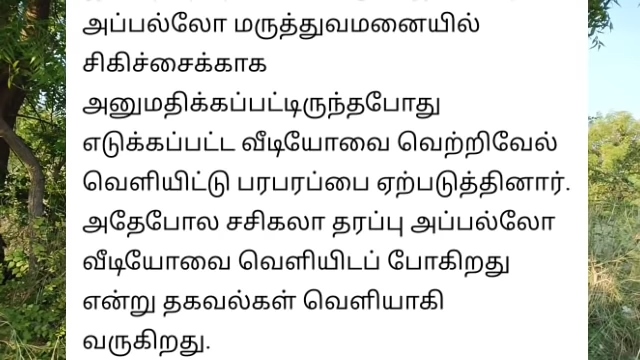 அப்பல்லோ மருத்துவமனையில்
சிகிச்சைக்காக
அனுமதிக்கப்பட்டிருந்தபோது
எடுக்கப்பட்ட வீடியோவை வெற்றிவேல்
வெளியிட்டு பரபரப்பை ஏற்படுத்தினார்.
அதேபோல சசிகலா தரப்பு அப்பல்லோ
வீடியோவை வெளியிடப் போகிறது
என்று தகவல்கள் வெளியாகி
வருகிறது.